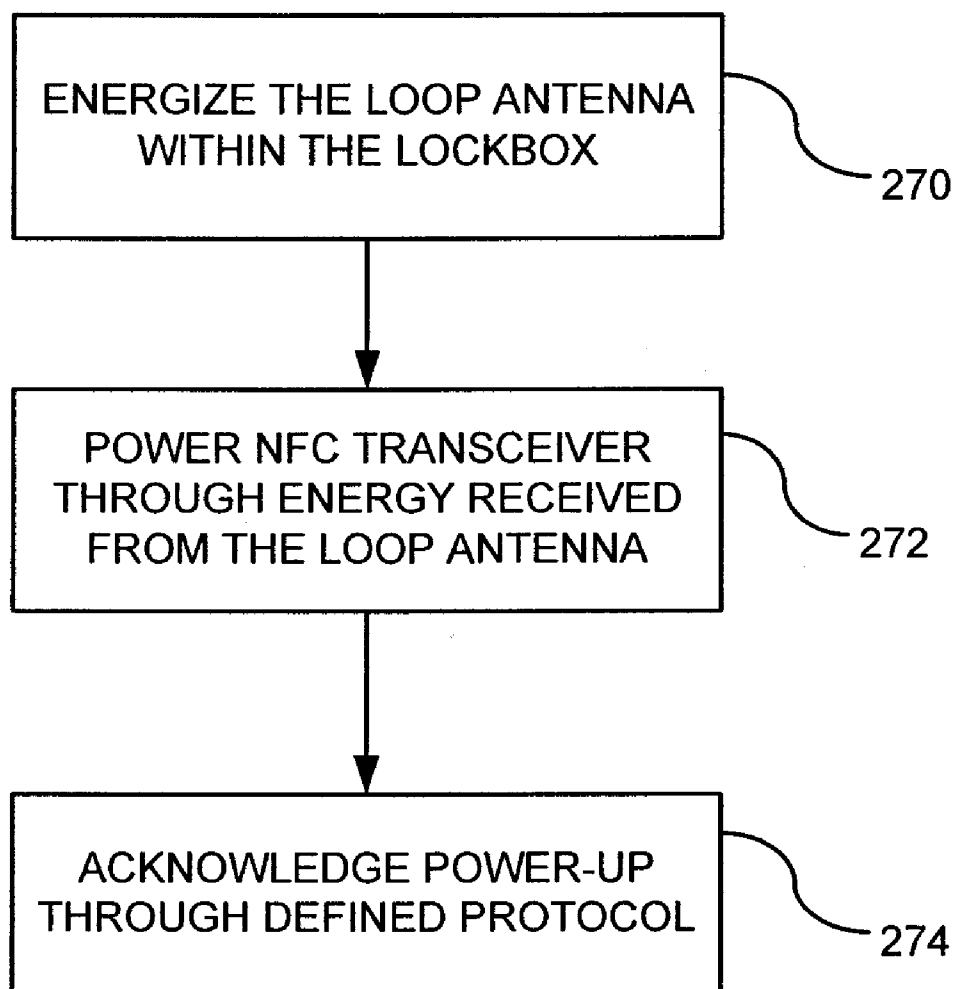 ENERGIZE THE LOOP ANTENNA
WITHIN THE LOCKBOX
270
POWER NFC TRANSCEIVER
THROUGH ENERGY RECEIVED
FROM THE LOOP ANTENNA
272
ACKNOWLEDGE POWER-UP
THROUGH DEFINED PROTOCOL
274